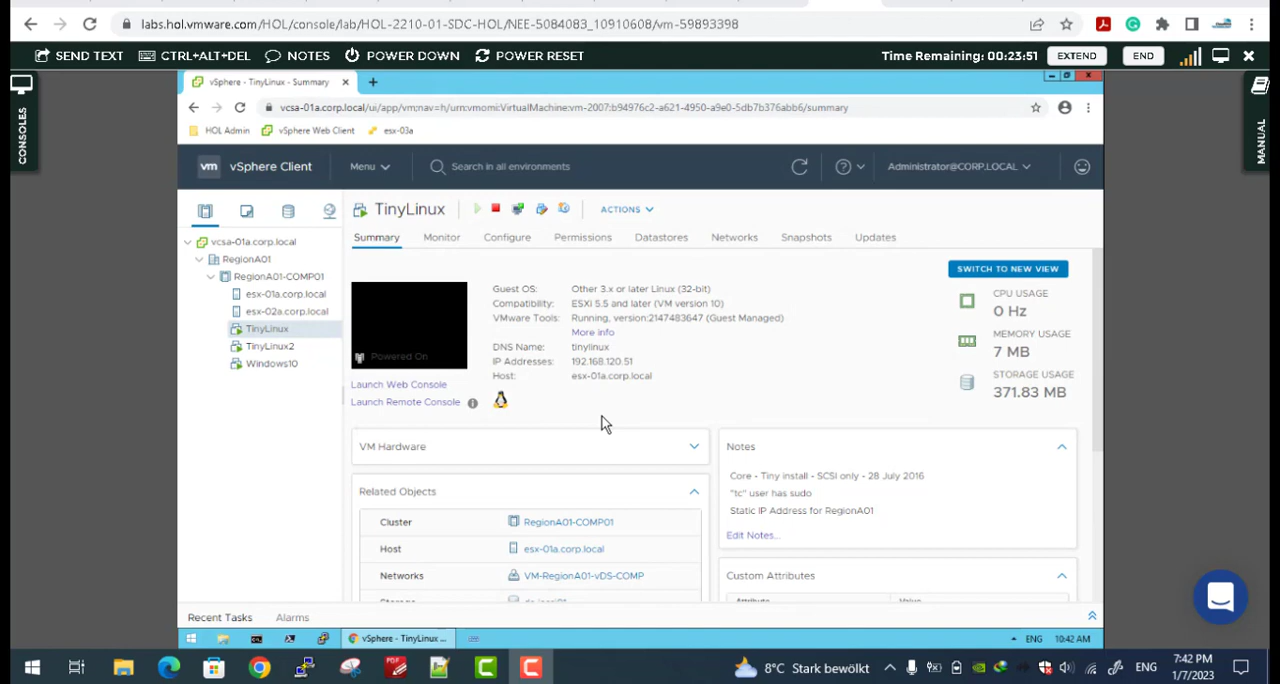 labs.hol.vmware.com/HOL/console/lab/HOL-2210-01-SDC-HOL/NEE-5084083_10910608/vm-59893398
SEND TEXT CTRL+ALT+DEL NOTES POWER DOWN POWER RESET Time Remaining: 00:23:51 EXTEND END
CONSOLES
MANUAL
vSphere - TinyLinux - Summary
vcsa-01a.corp.local/ui/app/vm;nav=h/urn:vmomi:VirtualMachine:vm-2007:b94976c2-a621-4950-a9e0-5db7b376abb6/summary
HOL Admin vSphere Web Client esx-03a
vm vSphere Client Menu Search in all environments Administrator@CORP.LOCAL
TinyLinux ACTIONS
Summary Monitor Configure Permissions Datastores Networks Snapshots Updates
vcsa-01a.corp.local
RegionA01
RegionA01-COMP01
esx-01a.corp.local
esx-02a.corp.local
TinyLinux
TinyLinux2
Windows10
SWITCH TO NEW VIEW
Powered On
Launch Web Console
Launch Remote Console
Guest OS: Other 3.x or later Linux (32-bit)
Compatibility: ESXi 5.5 and later (VM version 10)
VMware Tools: Running, version:2147483647 (Guest Managed)
More info
DNS Name: tinylinux
IP Addresses: 192.168.120.51
Host: esx-01a.corp.local
CPU USAGE
0 Hz
MEMORY USAGE
7 MB
STORAGE USAGE
371.83 MB
VM Hardware
Related Objects
Cluster RegionA01-COMP01
Host esx-01a.corp.local
Networks VM-RegionA01-vDS-COMP
Notes
Core - Tiny install - SCSI only - 28 July 2016
"tc" user has sudo
Static IP Address for RegionA01
Edit Notes...
Custom Attributes
Attribute Value
Recent Tasks Alarms
vSphere - TinyLinux ... ENG 10:42 AM
PDF 8°C Stark bewölkt ENG 7:42 PM
1/7/2023